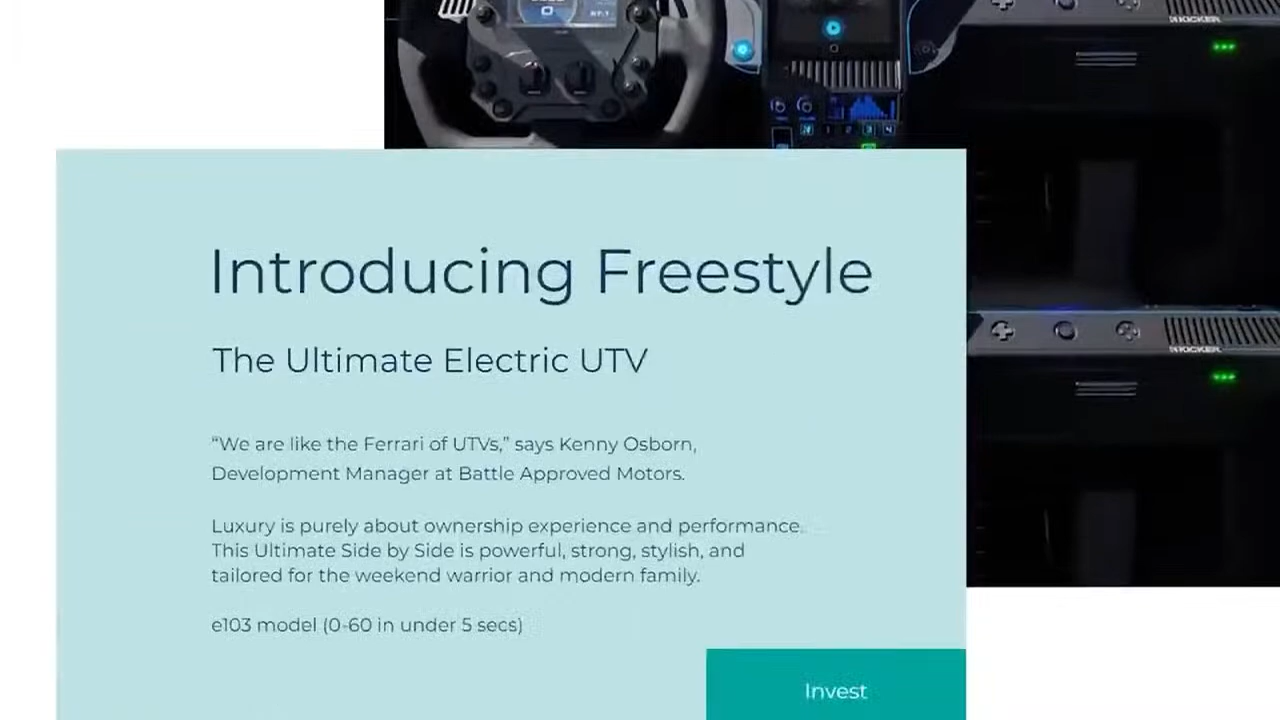 KICKER
Introducing Freestyle
The Ultimate Electric UTV
KICKER
“We are like the Ferrari of UTVs,” says Kenny Osborn,
Development Manager at Battle Approved Motors.
Luxury is purely about ownership experience and performance.
This Ultimate Side by Side is powerful, strong, stylish, and
tailored for the weekend warrior and modern family.
e103 model (0-60 in under 5 secs)
Invest